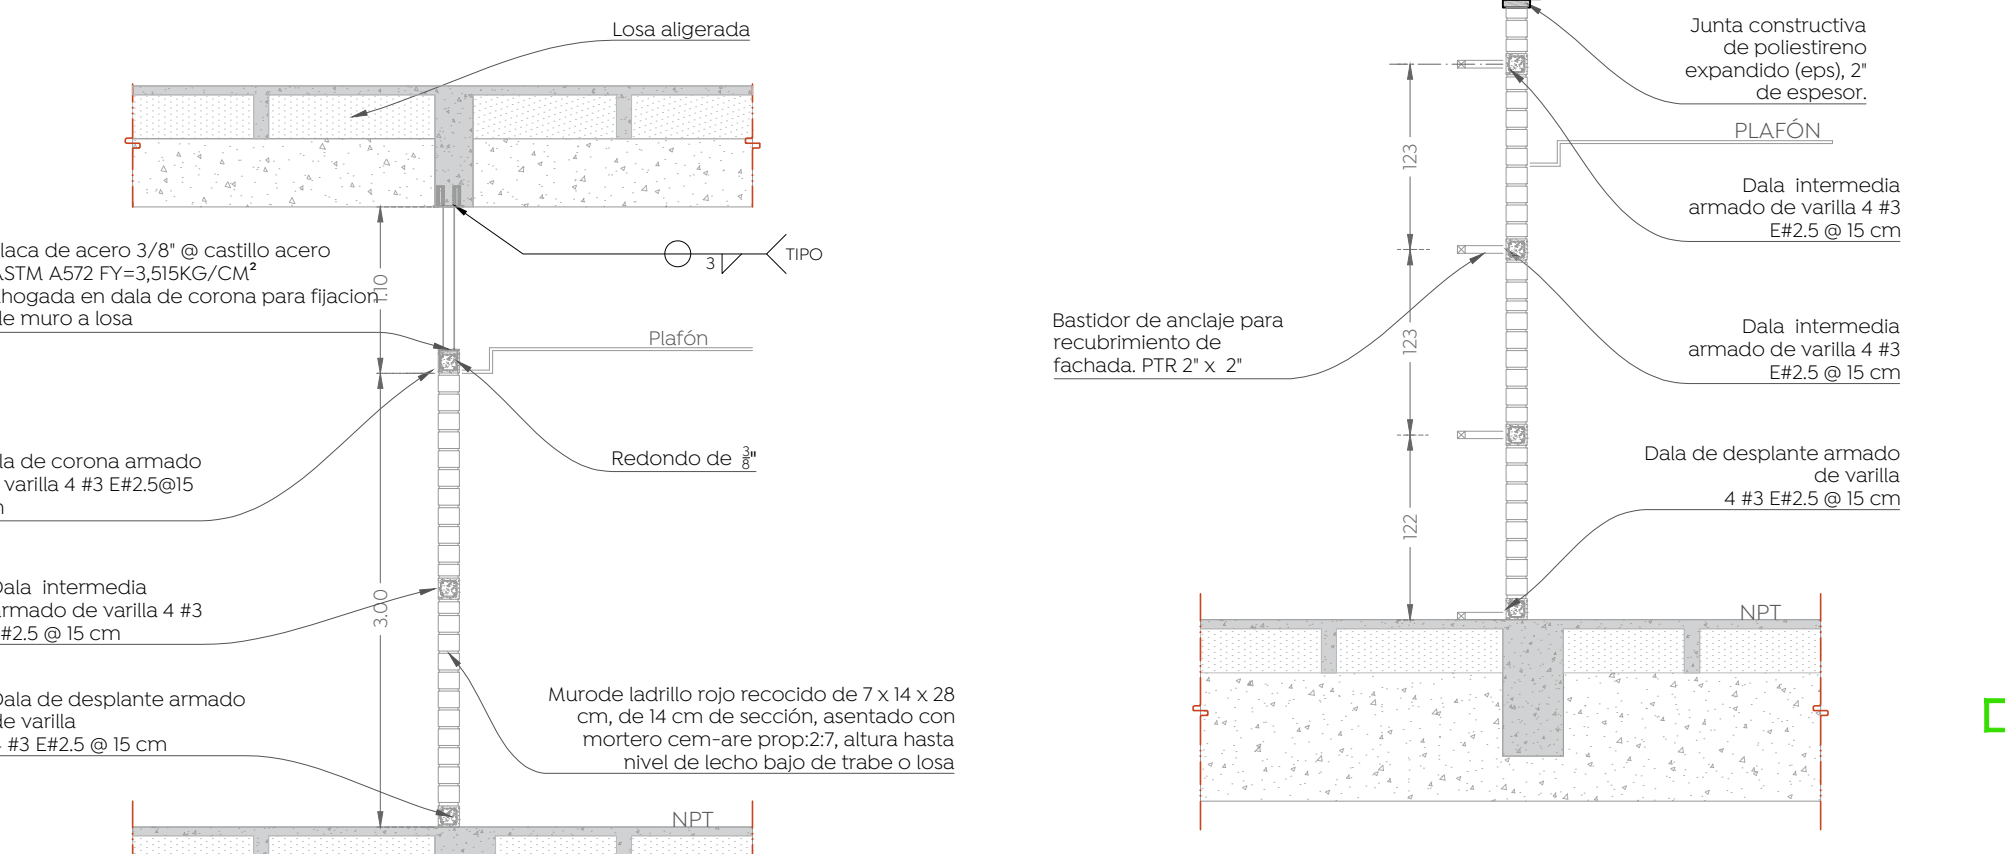 Losa aligerada
laca de acero 3/8" @ castillo acero
ASTM A572 FY=3,515KG/CM²
hogada en dala de corona para fijacion
de muro a losa
1.10
3
TIPO
Plafón
la de corona armado
varilla 4 #3 E#2.5@15
Redondo de 3/8"
3.00
Dala intermedia
armado de varilla 4 #3
#2.5 @ 15 cm
Dala de desplante armado
de varilla
#3 E#2.5 @ 15 cm
Murode ladrillo rojo recocido de 7 x 14 x 28
cm, de 14 cm de sección, asentado con
mortero cem-are prop:2:7, altura hasta
nivel de lecho bajo de trabe o losa
NPT
Junta constructiva
de poliestireno
expandido (eps), 2"
de espesor.
PLAFÓN
123
Dala intermedia
armado de varilla 4 #3
E#2.5 @ 15 cm
Bastidor de anclaje para
recubrimiento de
fachada. PTR 2" x 2"
123
Dala intermedia
armado de varilla 4 #3
E#2.5 @ 15 cm
122
Dala de desplante armado
de varilla
4 #3 E#2.5 @ 15 cm
NPT